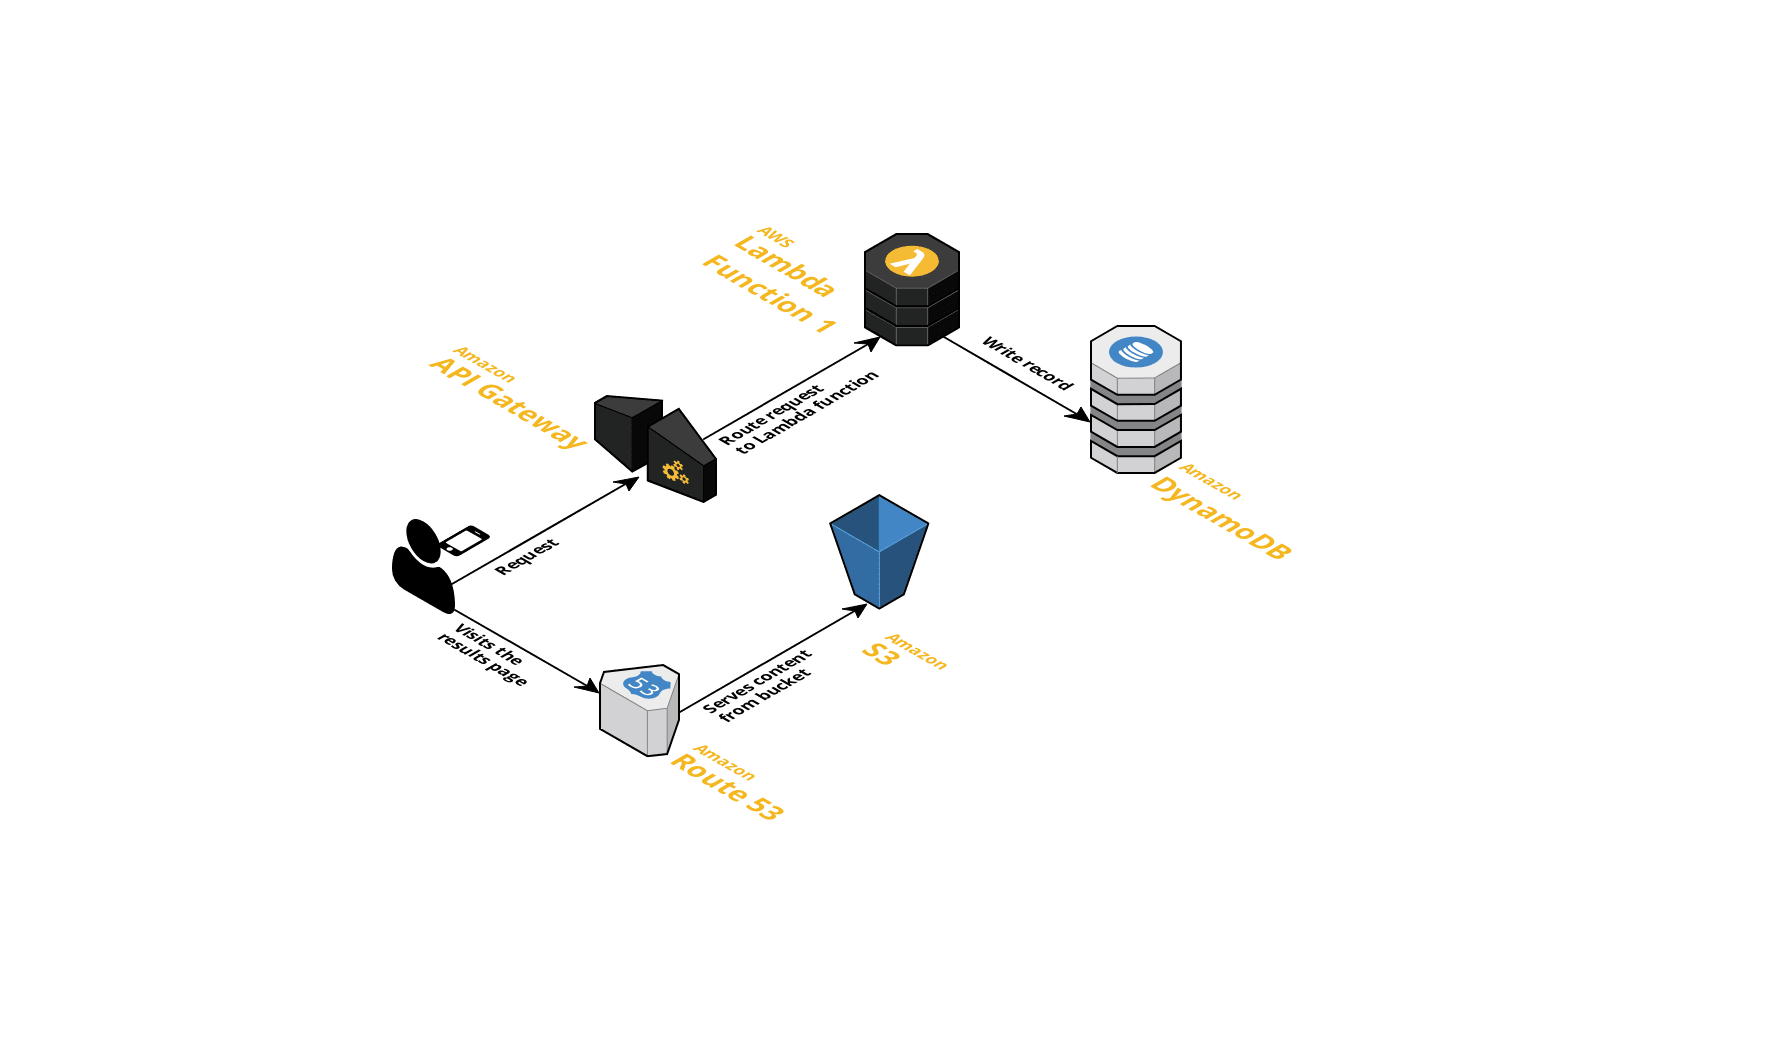 AWS
Lambda
Function 1
Write record
Amazon
API Gateway
Route request
to Lambda function
Amazon
DynamoDB
Request
Visits the
results page
Amazon
S3
53
Serves content
from bucket
Amazon
Route 53